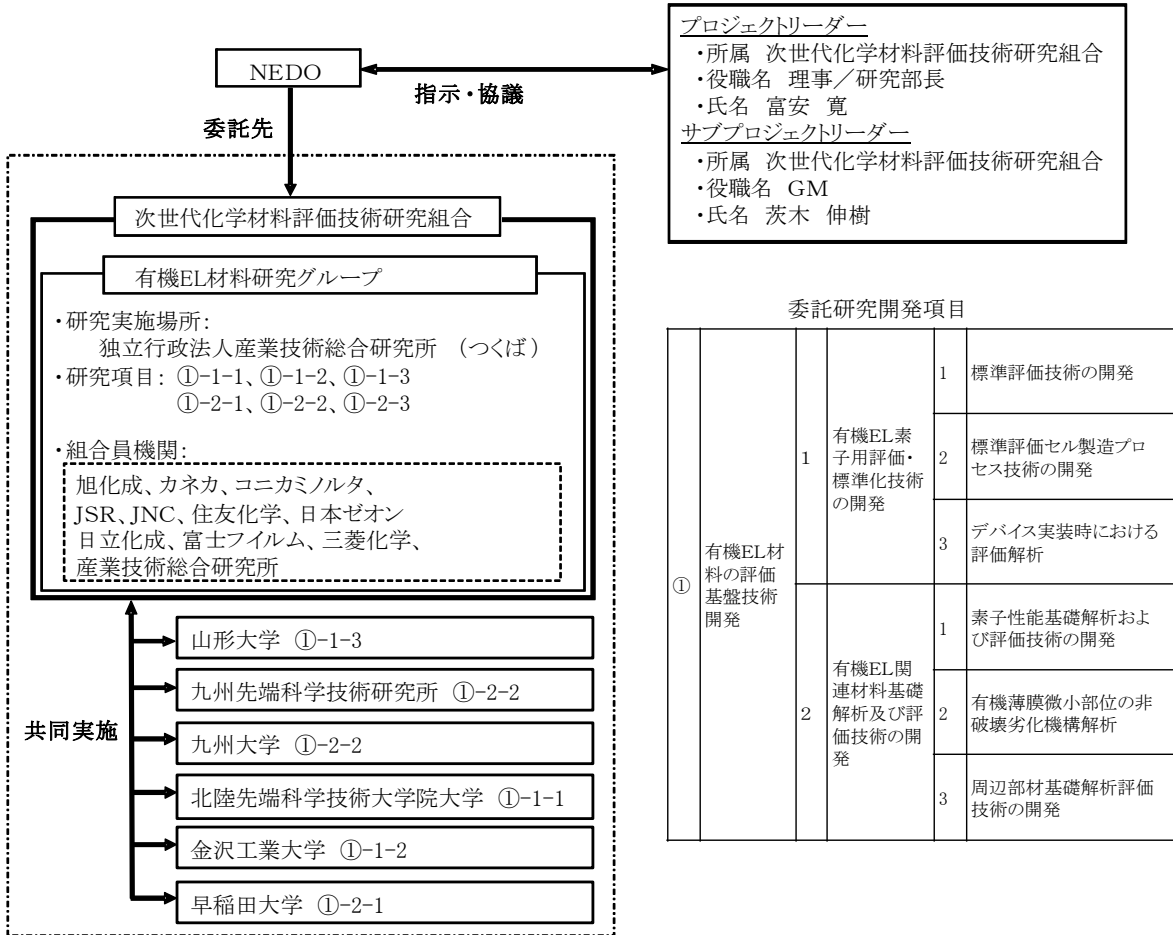 NEDO
指示・協議
委託先
プロジェクトリーダー
・所属 次世代化学材料評価技術研究組合
・役職名 理事／研究部長
・氏名 富安 寛
サブプロジェクトリーダー
・所属 次世代化学材料評価技術研究組合
・役職名 GM
・氏名 茨木 伸樹
次世代化学材料評価技術研究組合
有機EL材料研究グループ
・研究実施場所：
独立行政法人産業技術総合研究所 （つくば）
・研究項目： ①-1-1、①-1-2、①-1-3
①-2-1、①-2-2、①-2-3
・組合員機関：
旭化成、カネカ、コニカミノルタ、
JSR、JNC、住友化学、日本ゼオン
日立化成、富士フイルム、三菱化学、
産業技術総合研究所
共同実施
山形大学 ①-1-3
九州先端科学技術研究所 ①-2-2
九州大学 ①-2-2
北陸先端科学技術大学院大学 ①-1-1
金沢工業大学 ①-1-2
早稲田大学 ①-2-1
委託研究開発項目
①
有機EL材
料の評価
基盤技術
開発
1
有機EL素
子用評価・
標準化技術
の開発
1
標準評価技術の開発
2
標準評価セル製造プロ
セス技術の開発
3
デバイス実装時における
評価解析
2
有機EL関
連材料基礎
解析及び評
価技術の開
発
1
素子性能基礎解析およ
び評価技術の開発
2
有機薄膜微小部位の非
破壊劣化機構解析
3
周辺部材基礎解析評価
技術の開発